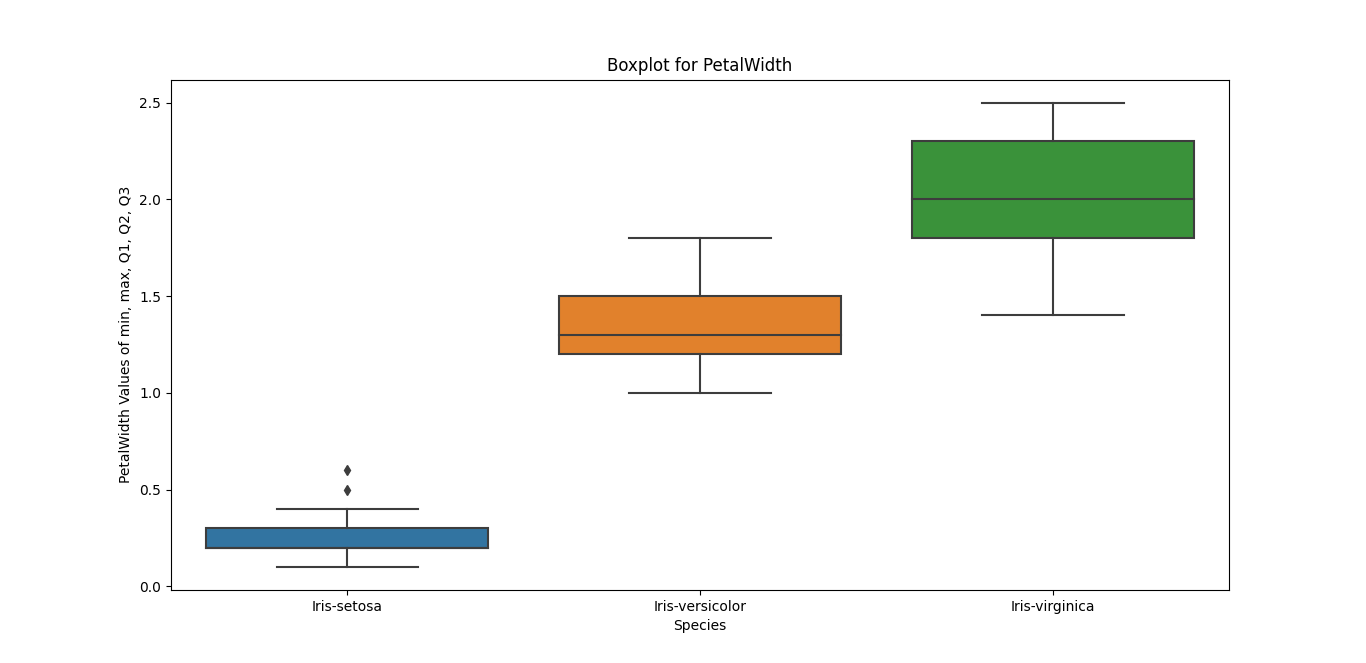 Boxplot for PetalWidth
PetalWidth Values of min, max, Q1, Q2, Q3
2.5
2.0
1.5
1.0
0.5
0.0
Iris-setosa
Iris-versicolor
Iris-virginica
Species